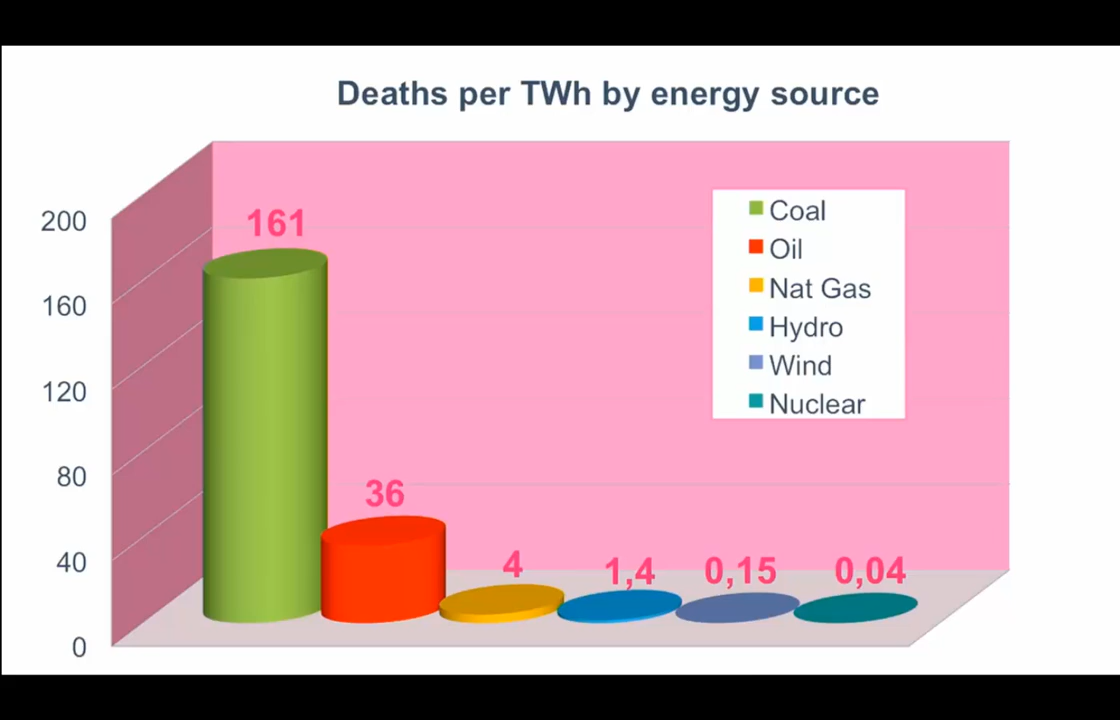 Deaths per TWh by energy source
200
160
120
80
40
0
161
36
4
1,4
0,15
0,04
Coal
Oil
Nat Gas
Hydro
Wind
Nuclear